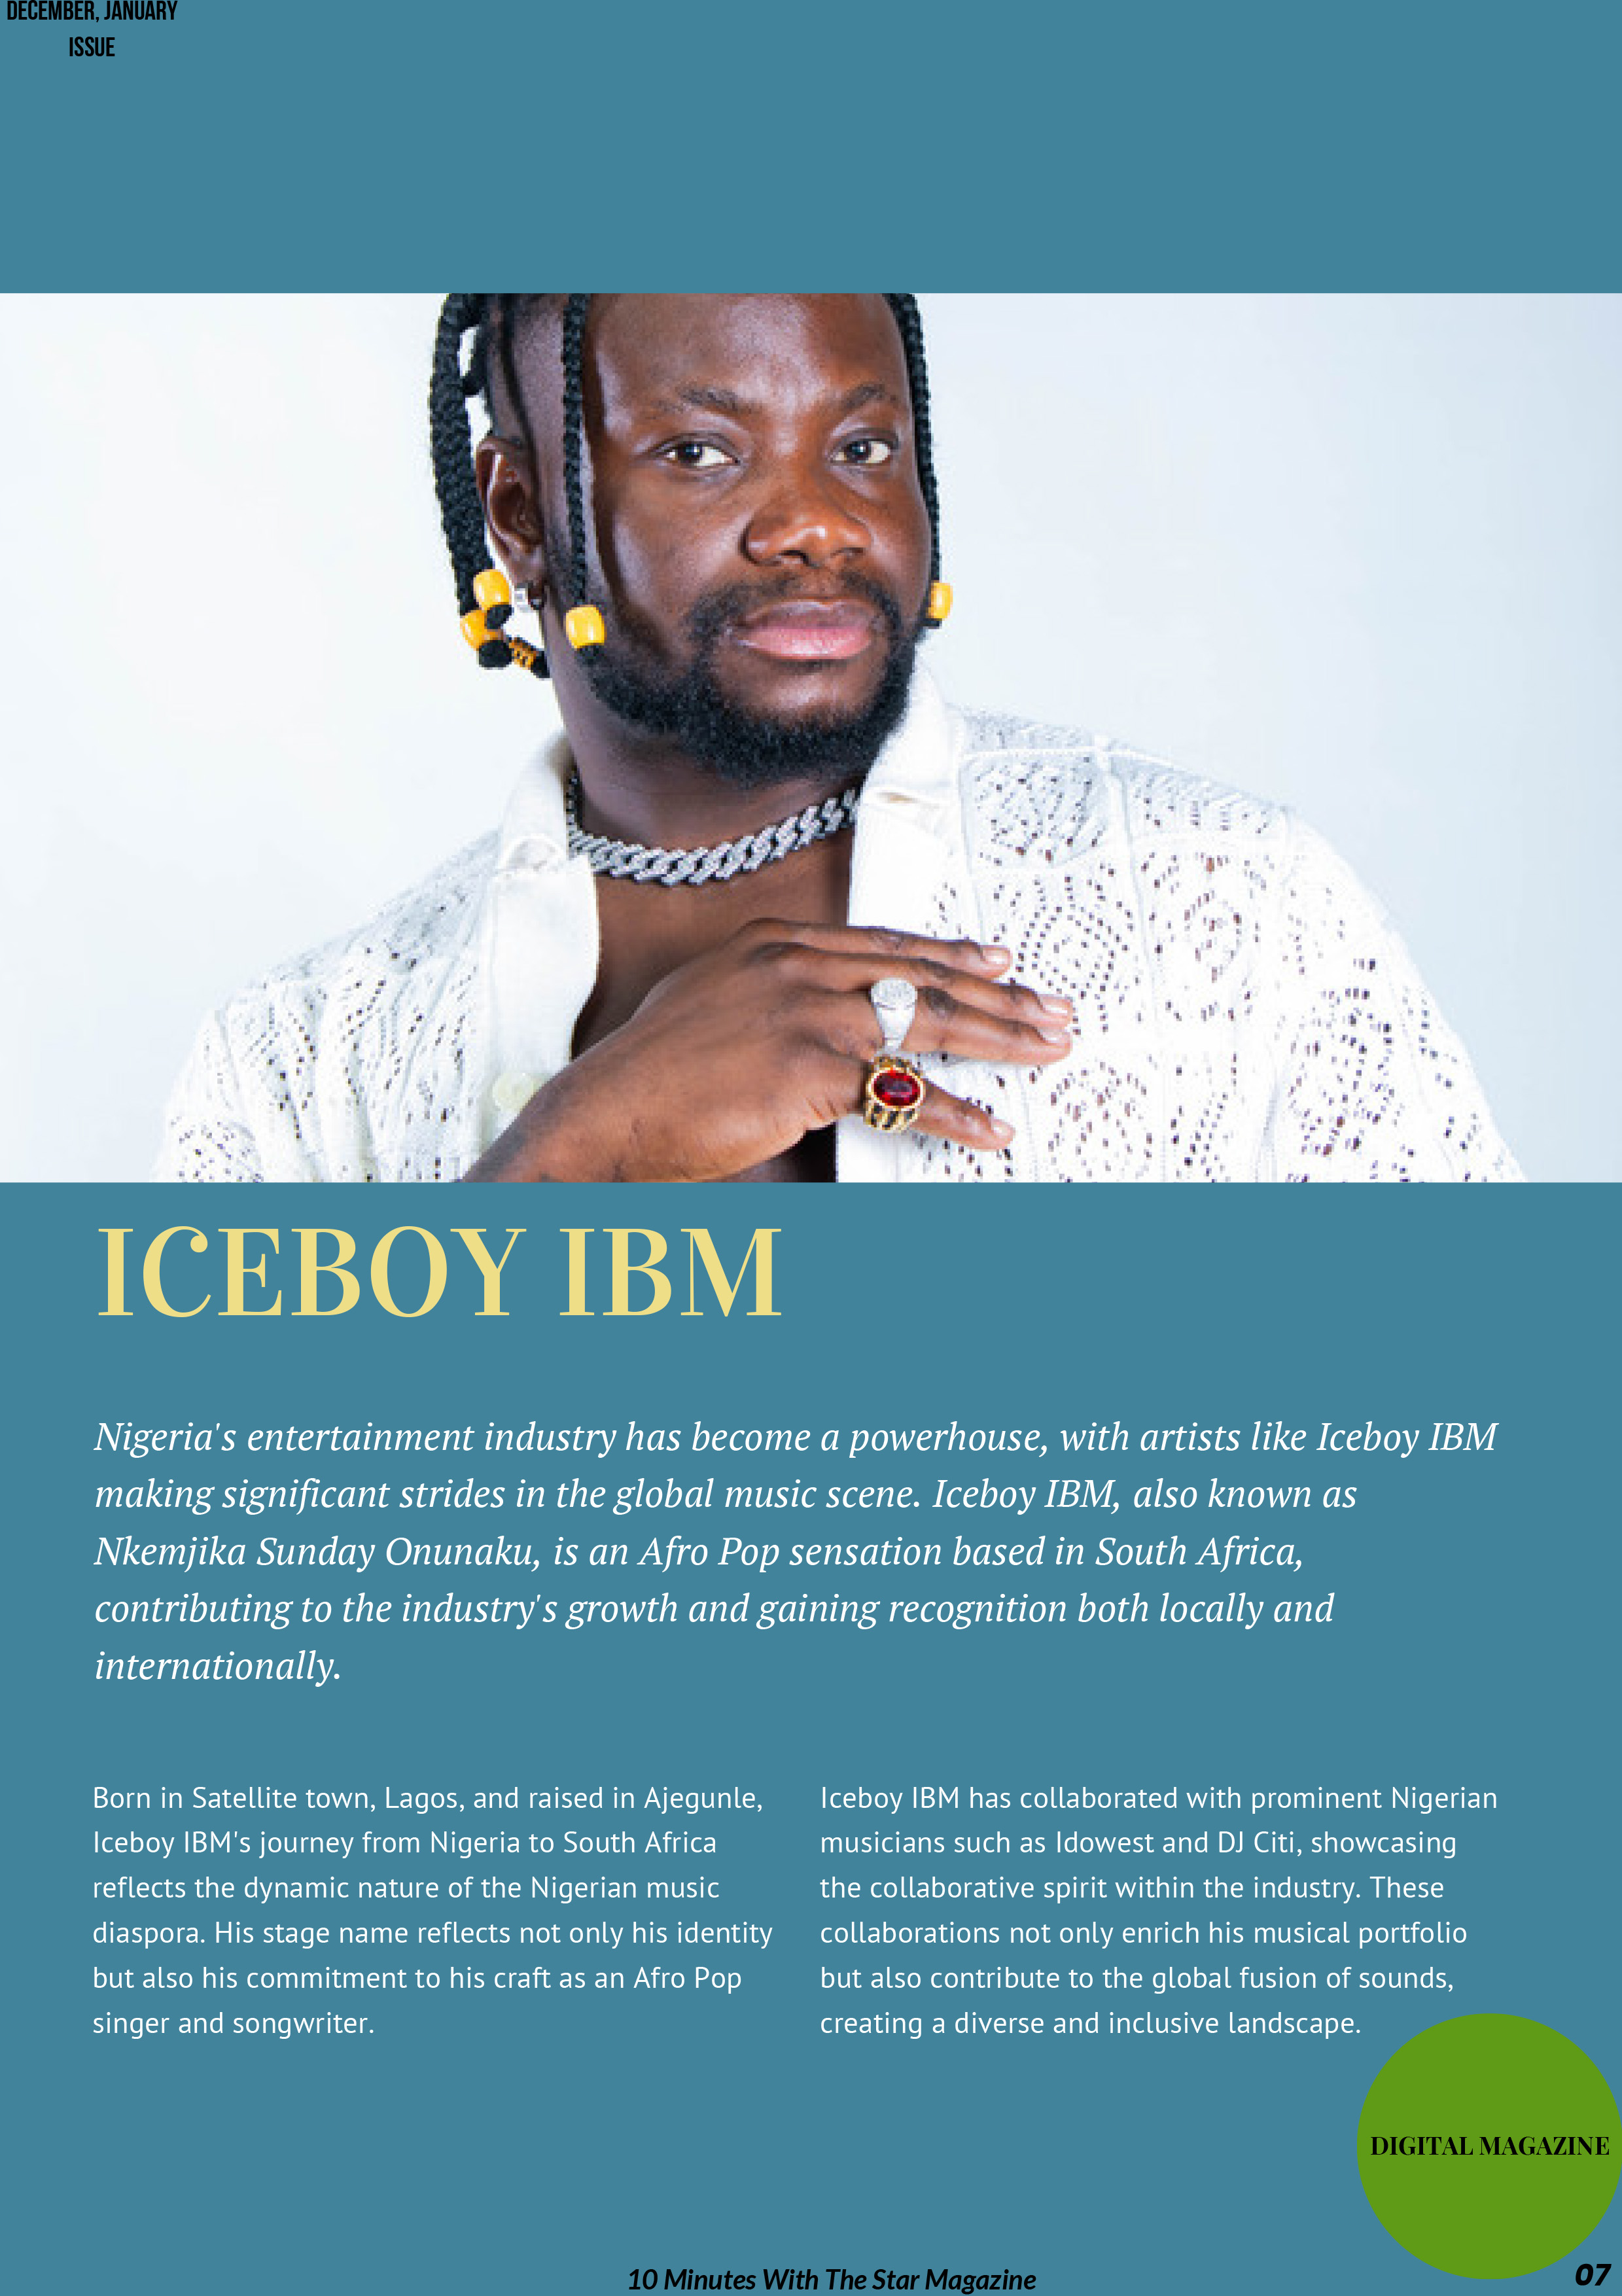 DECEMBER, JANUARY
ISSUE
ICEBOY IBM
Nigeria's entertainment industry has become a powerhouse, with artists like Iceboy IBM
making significant strides in the global music scene. Iceboy IBM, also known as
Nkemjika Sunday Onunaku, is an Afro Pop sensation based in South Africa,
contributing to the industry's growth and gaining recognition both locally and
internationally.
Born in Satellite town, Lagos, and raised in Ajegunle,
Iceboy IBM's journey from Nigeria to South Africa
reflects the dynamic nature of the Nigerian music
diaspora. His stage name reflects not only his identity
but also his commitment to his craft as an Afro Pop
singer and songwriter.
Iceboy IBM has collaborated with prominent Nigerian
musicians such as Idowest and DJ Citi, showcasing
the collaborative spirit within the industry. These
collaborations not only enrich his musical portfolio
but also contribute to the global fusion of sounds,
creating a diverse and inclusive landscape.
DIGITAL MAGAZINE
10 Minutes With The Star Magazine
07